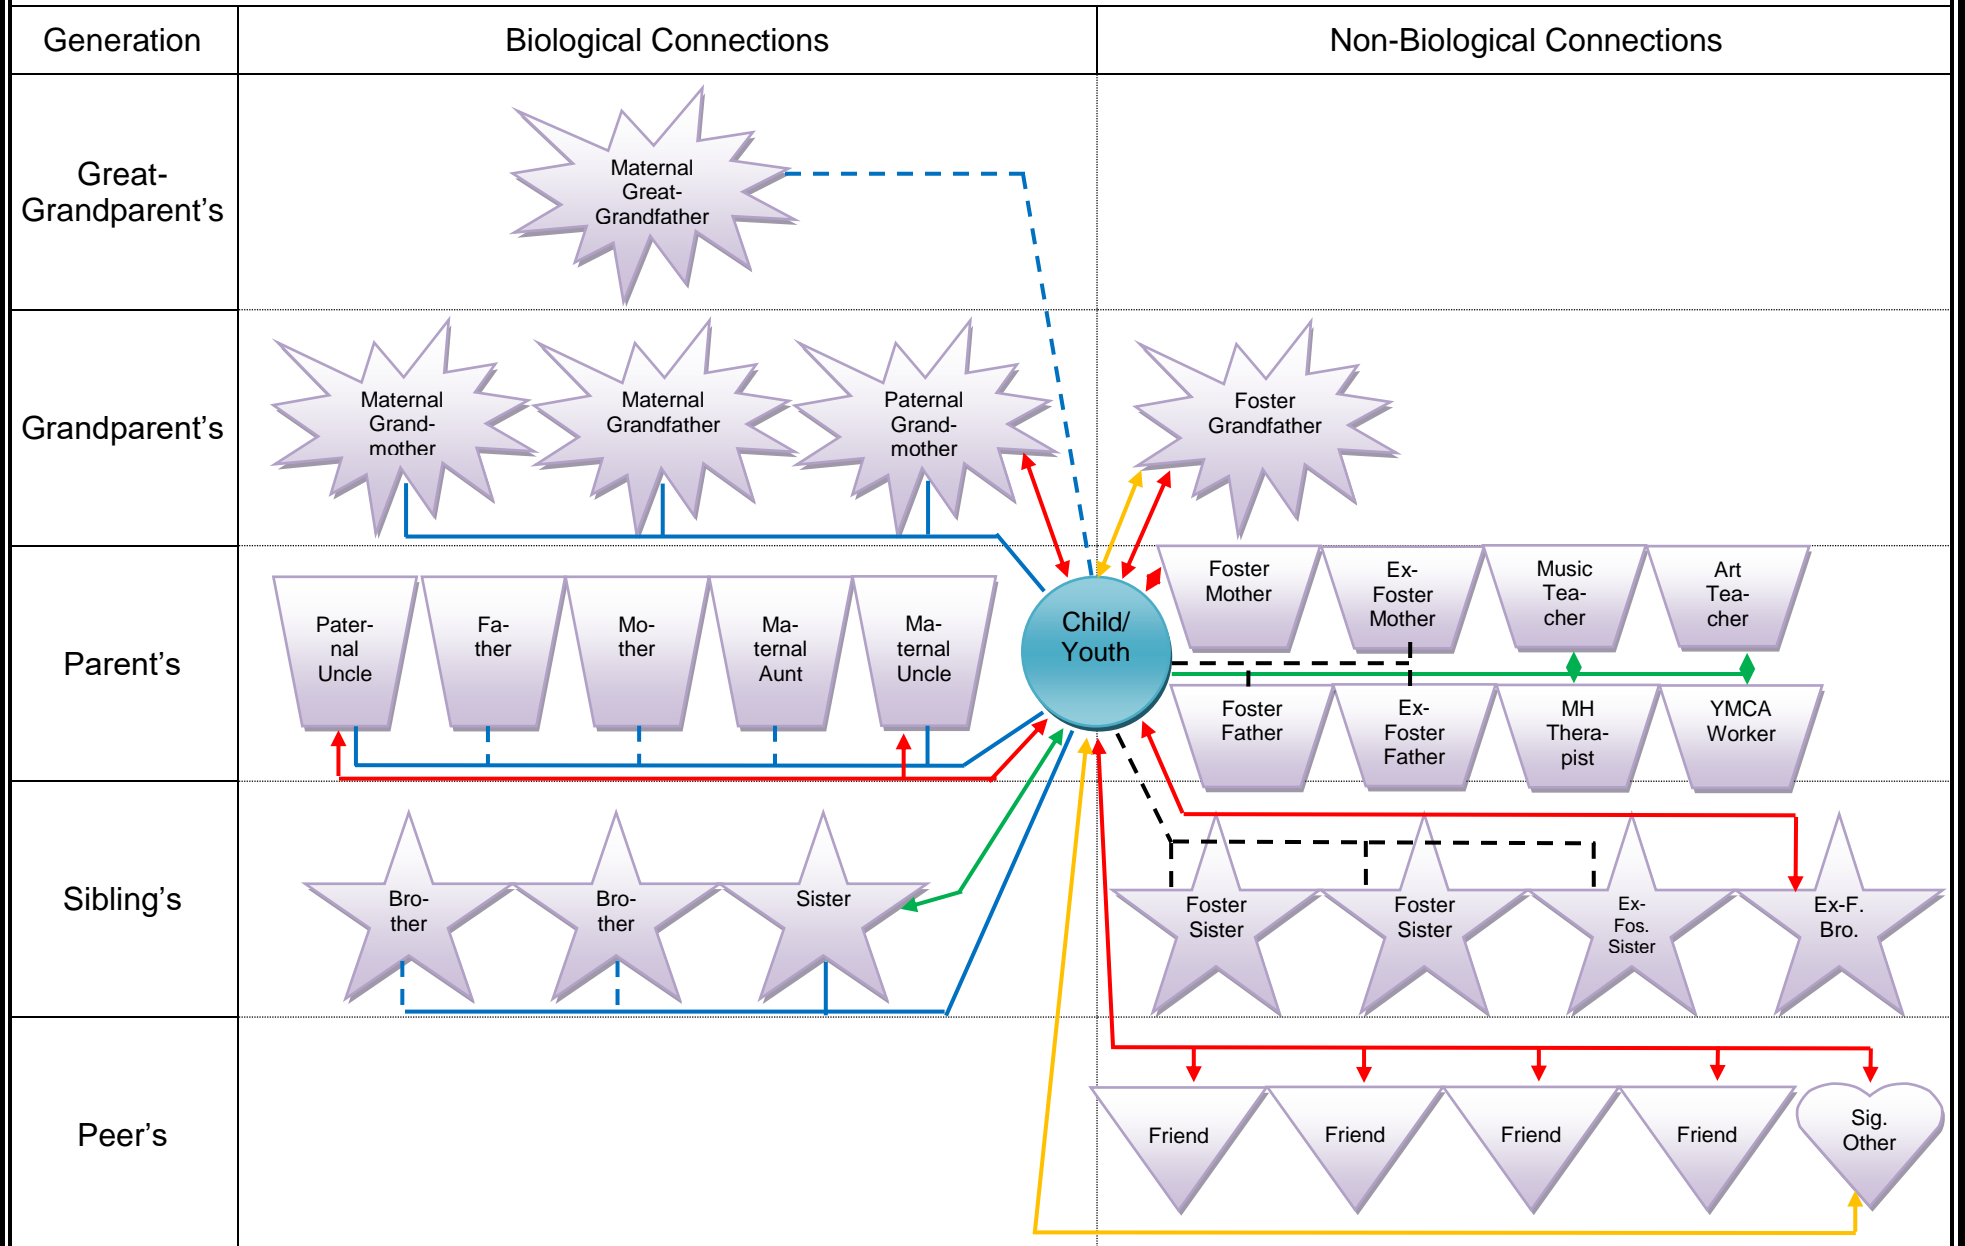 Generation
Biological Connections
Non-Biological Connections
Great-
Grandparent’s
Maternal
Great-
Grandfather
Grandparent’s
Maternal
Grand-
mother
Maternal
Grandfather
Paternal
Grand-
mother
Foster
Grandfather
Parent’s
Pater-
nal
Uncle
Fa-
ther
Mo-
ther
Ma-
ternal
Aunt
Ma-
ternal
Uncle
Child/
Youth
Foster
Mother
Ex-
Foster
Mother
Music
Tea-
cher
Art
Tea-
cher
Foster
Father
Ex-
Foster
Father
MH
Thera-
pist
YMCA
Worker
Sibling’s
Bro-
ther
Bro-
ther
Sister
Foster
Sister
Foster
Sister
Ex-
Fos.
Sister
Ex-F.
Bro.
Peer’s
Friend
Friend
Friend
Friend
Sig.
Other